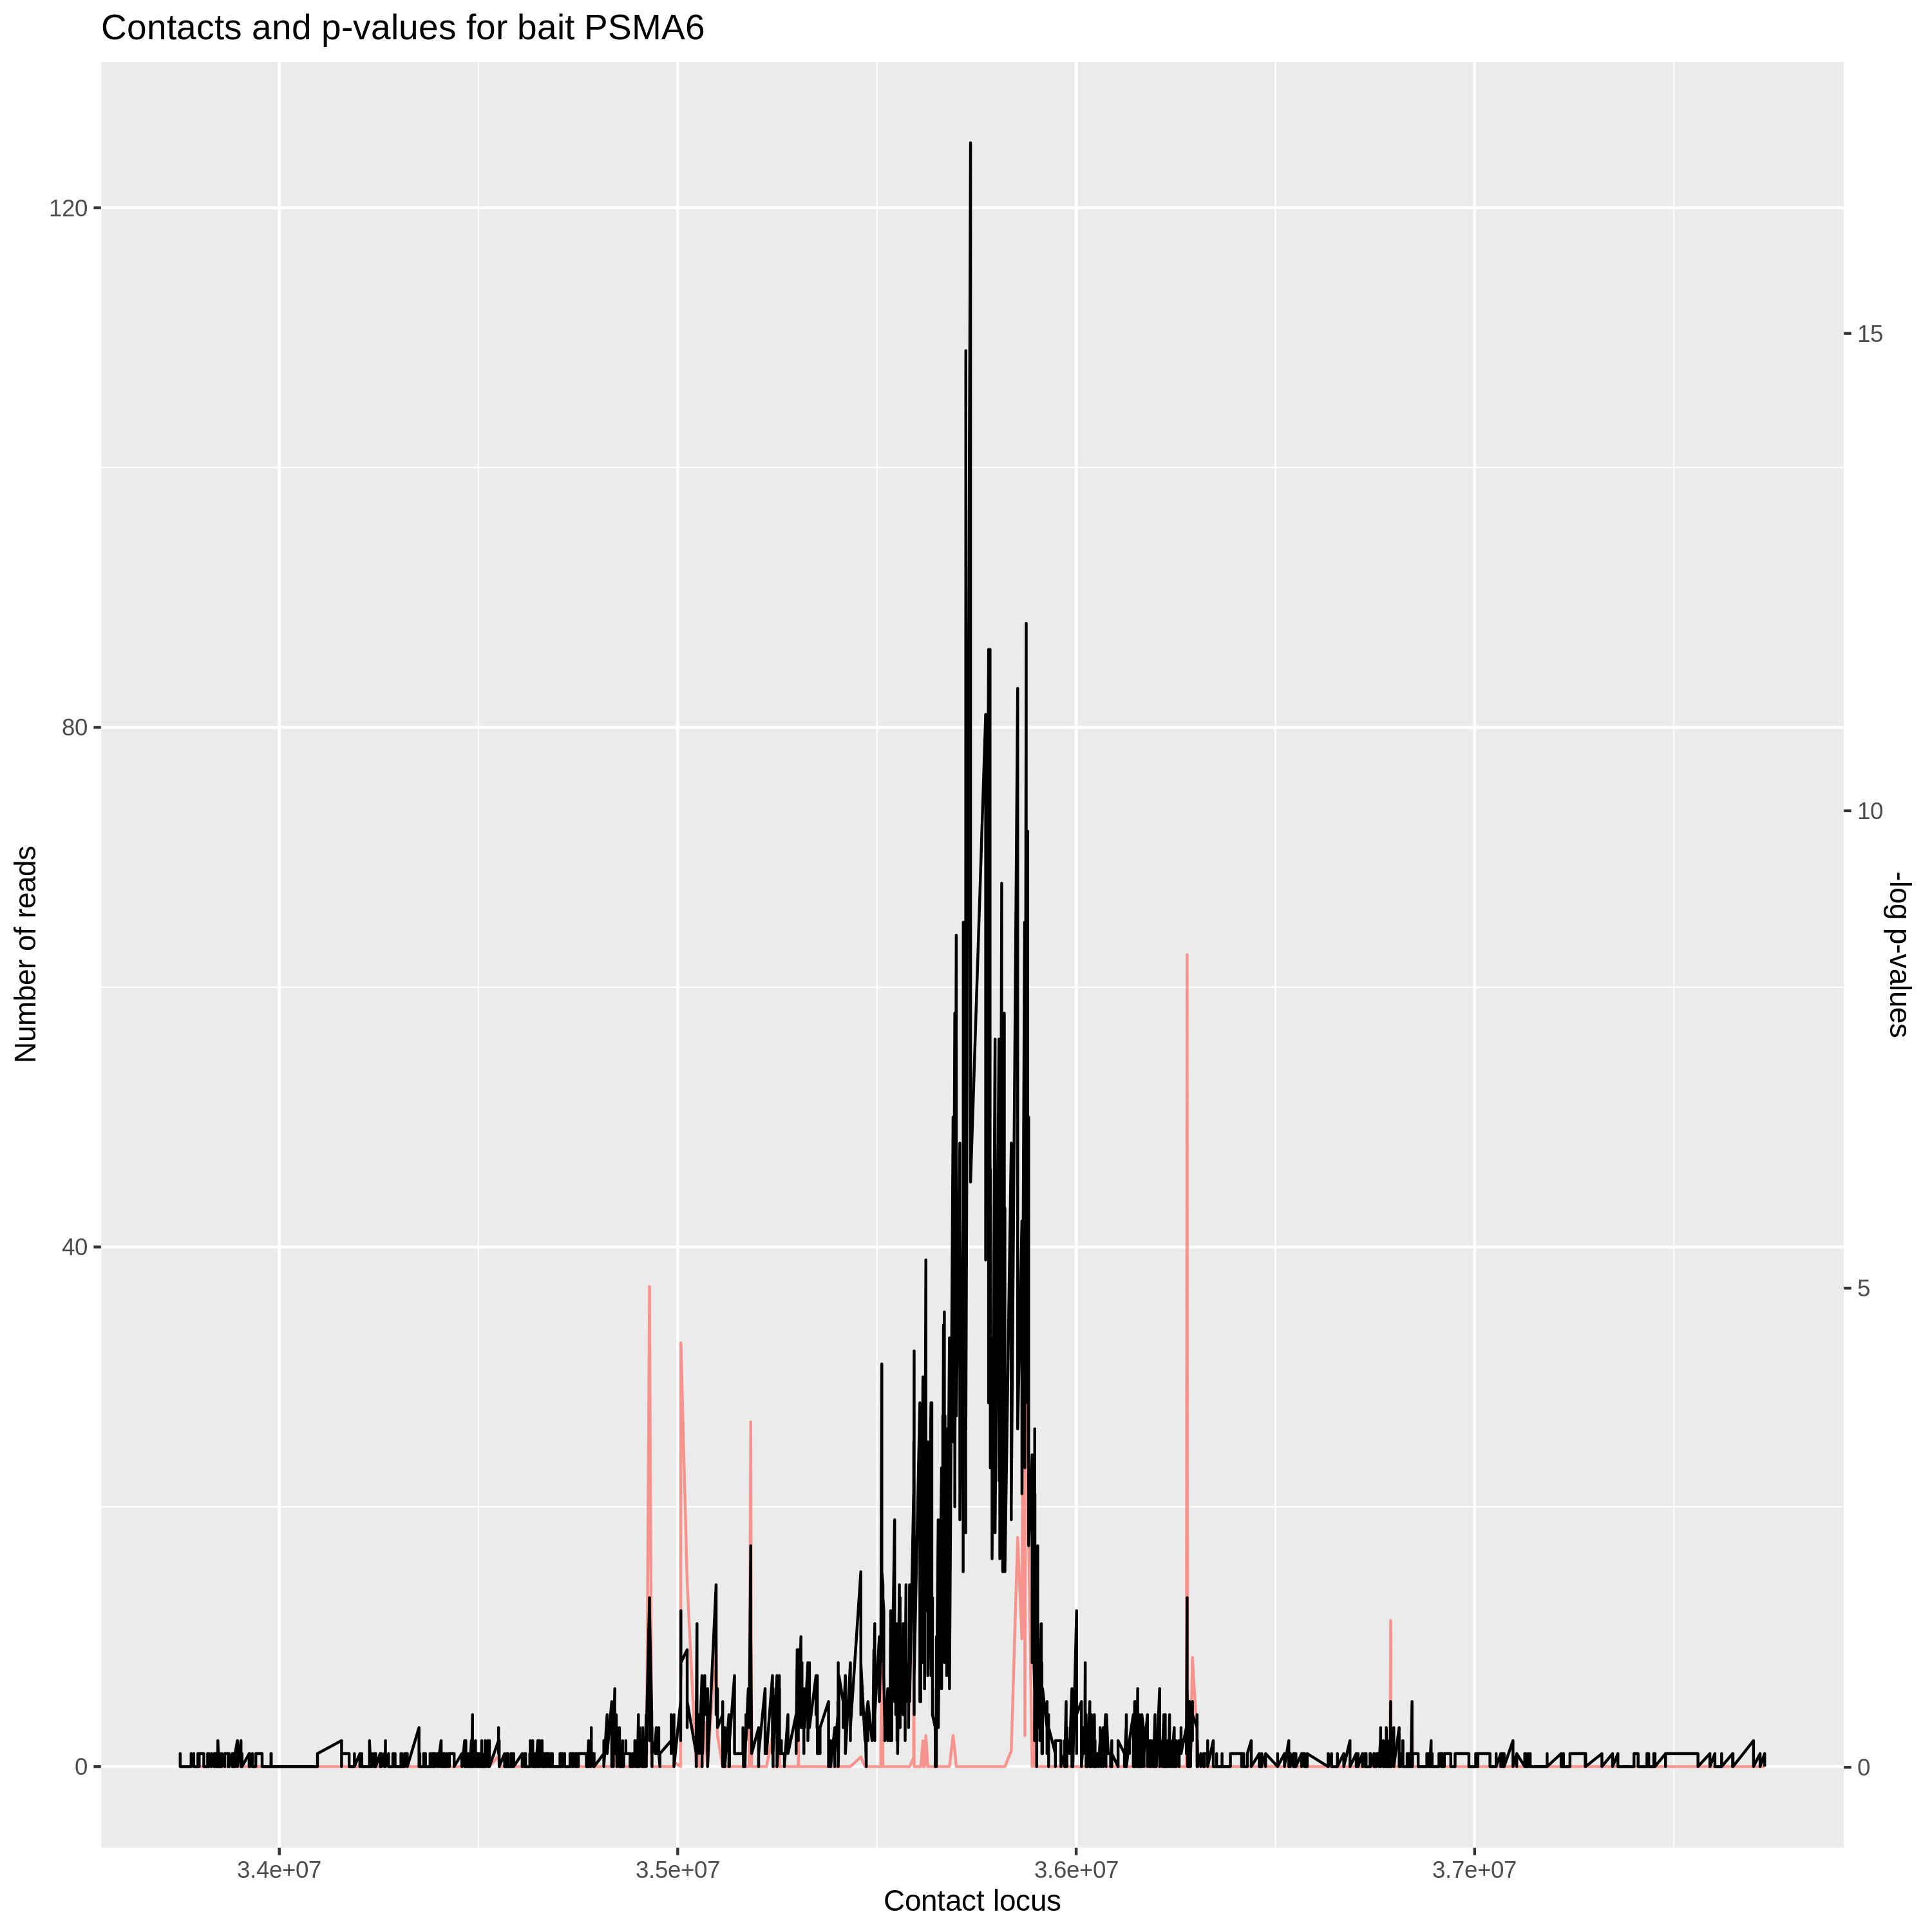 Contacts and p-values for bait PSMA6
120
80
40
0
Number of reads
15
10
5
0
-log p-values
3.4e+07
3.5e+07
3.6e+07
3.7e+07
Contact locus